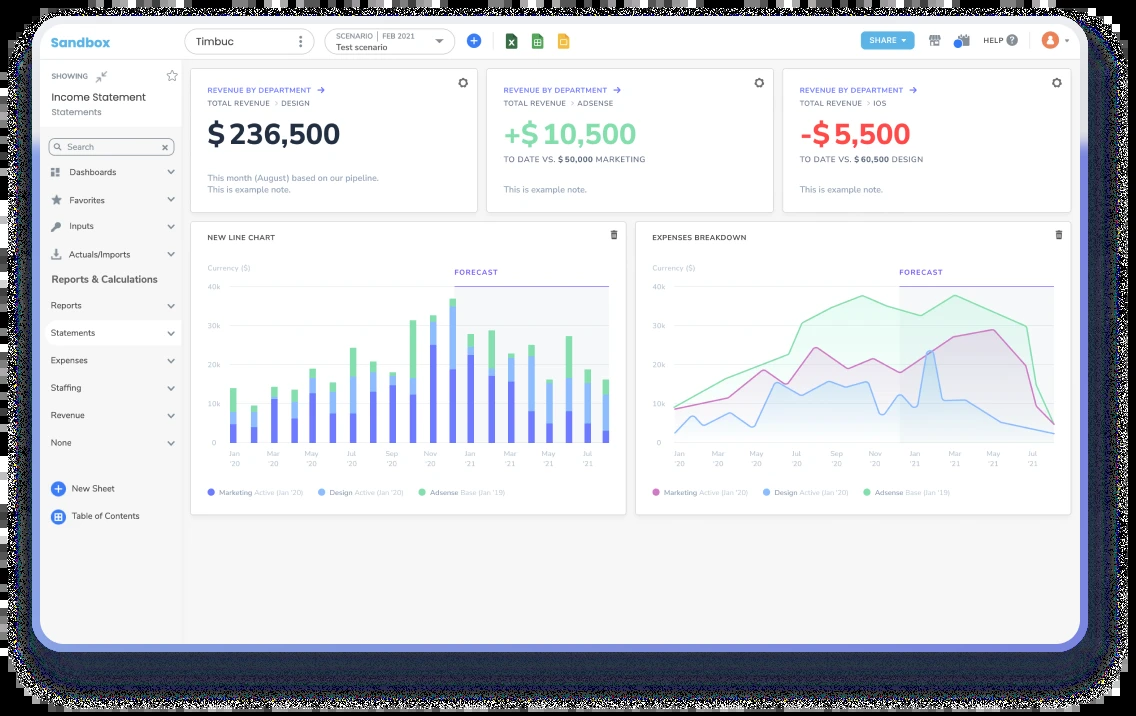 Sandbox
Timbuc
SCENARIO | FEB 2021
Test scenario
SHARE
HELP
SHOWING
Income Statement
Statements
Search
Dashboards
Favorites
Inputs
Actuals/Imports
Reports & Calculations
Reports
Statements
Expenses
Staffing
Revenue
None
New Sheet
Table of Contents
REVENUE BY DEPARTMENT →
TOTAL REVENUE > DESIGN
$236,500
This month (August) based on our pipeline.
This is example note.
REVENUE BY DEPARTMENT →
TOTAL REVENUE > ADSENSE
+$10,500
TO DATE VS. $50,000 MARKETING
This is example note.
REVENUE BY DEPARTMENT →
TOTAL REVENUE > IOS
-$5,500
TO DATE VS. $60,500 DESIGN
This is example note.
NEW LINE CHART
Currency ($)
FORECAST
40k
30k
20k
10k
0
Jan '20
Mar '20
May '20
Jul '20
Sep '20
Nov '20
Jan '21
Mar '21
May '21
Jul '21
Marketing Active (Jan '20)
Design Active (Jan '20)
Adsense Base (Jan '19)
EXPENSES BREAKDOWN
Currency ($)
FORECAST
40k
30k
20k
10k
0
Jan '20
Mar '20
May '20
Jul '20
Sep '20
Nov '20
Jan '21
Mar '21
May '21
Jul '21
Marketing Active (Jan '20)
Design Active (Jan '20)
Adsense Base (Jan '19)